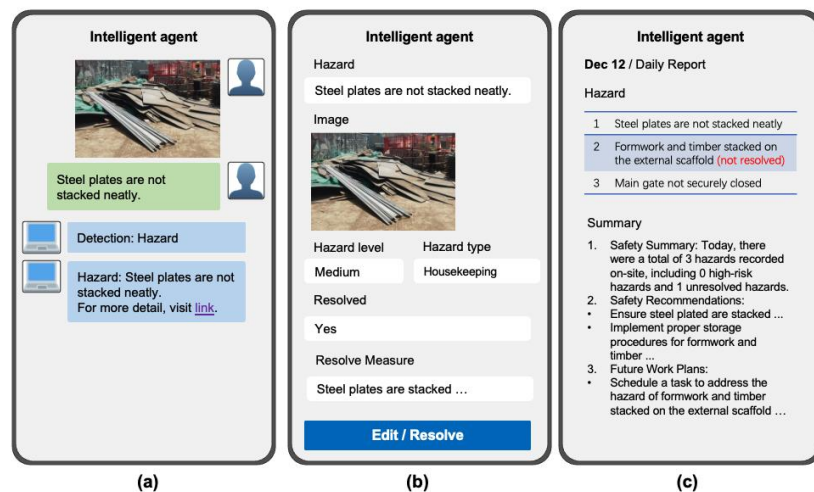 Intelligent agent
Steel plates are not
stacked neatly.
Detection: Hazard
Hazard: Steel plates are not
stacked neatly.
For more detail, visit link.
(a)
Intelligent agent
Hazard
Steel plates are not stacked neatly.
Image
Hazard level Hazard type
Medium Housekeeping
Resolved
Yes
Resolve Measure
Steel plates are stacked …
Edit / Resolve
(b)
Intelligent agent
Dec 12 / Daily Report
Hazard
1 Steel plates are not stacked neatly
2 Formwork and timber stacked on
the external scaffold (not resolved)
3 Main gate not securely closed
Summary
1. Safety Summary: Today, there
were a total of 3 hazards recorded
on-site, including 0 high-risk
hazards and 1 unresolved hazards.
2. Safety Recommendations:
• Ensure steel plated are stacked ...
• Implement proper storage
procedures for formwork and
timber ...
3. Future Work Plans:
• Schedule a task to address the
hazard of formwork and timber
stacked on the external scaffold …
(c)